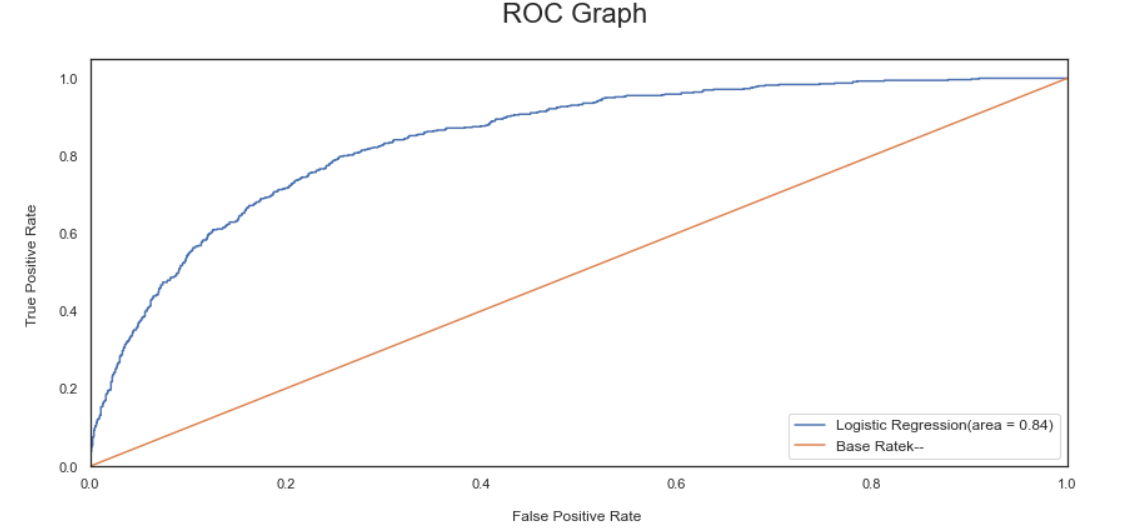 ROC Graph
1.0
0.8
0.6
0.4
0.2
0.0
True Positive Rate
Logistic Regression(area = 0.84)
Base Ratek--
0.0 0.2 0.4 0.6 0.8 1.0
False Positive Rate